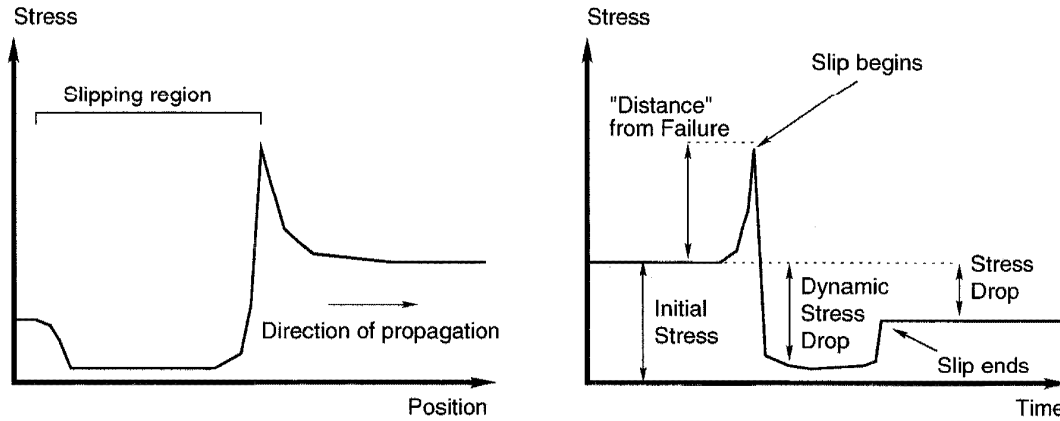 Stress
Slipping region
Direction of propagation
Position
Stress
Slip begins
"Distance"
from Failure
Initial
Stress
Dynamic
Stress
Drop
Stress
Drop
Slip ends
Time